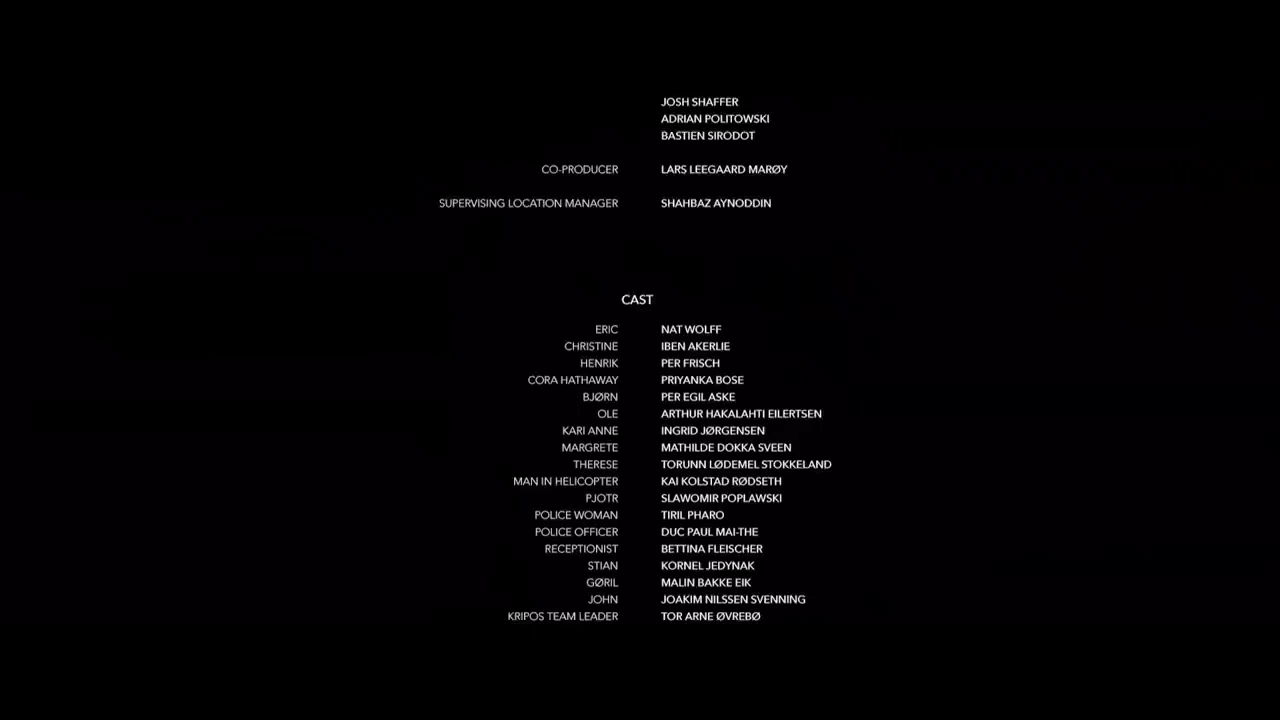 JOSH SHAFFER
ADRIAN POLITOWSKI
BASTIEN SIRODOT
CO-PRODUCER LARS LEEGAARD MARØY
SUPERVISING LOCATION MANAGER SHAHBAZ AYNODDIN
CAST
ERIC NAT WOLFF
CHRISTINE IBEN AKERLIE
HENRIK PER FRISCH
CORA HATHAWAY PRIYANKA BOSE
BJØRN PER EGIL ASKE
OLE ARTHUR HAKALAHTI EILERTSEN
KARI ANNE INGRID JØRGENSEN
MARGRETE MATHILDE DOKKA SVEEN
THERESE TORUNN LØDEMEL STOKKELAND
MAN IN HELICOPTER KAI KOLSTAD RØDSETH
PJOTR SLAWOMIR POPLAWSKI
POLICE WOMAN TIRIL PHARO
POLICE OFFICER DUC PAUL MAI-THE
RECEPTIONIST BETTINA FLEISCHER
STIAN KORNEL JEDYNAK
GØRIL MALIN BAKKE EIK
JOHN JOAKIM NILSSEN SVENNING
KRIPOS TEAM LEADER TOR ARNE ØVREBØ